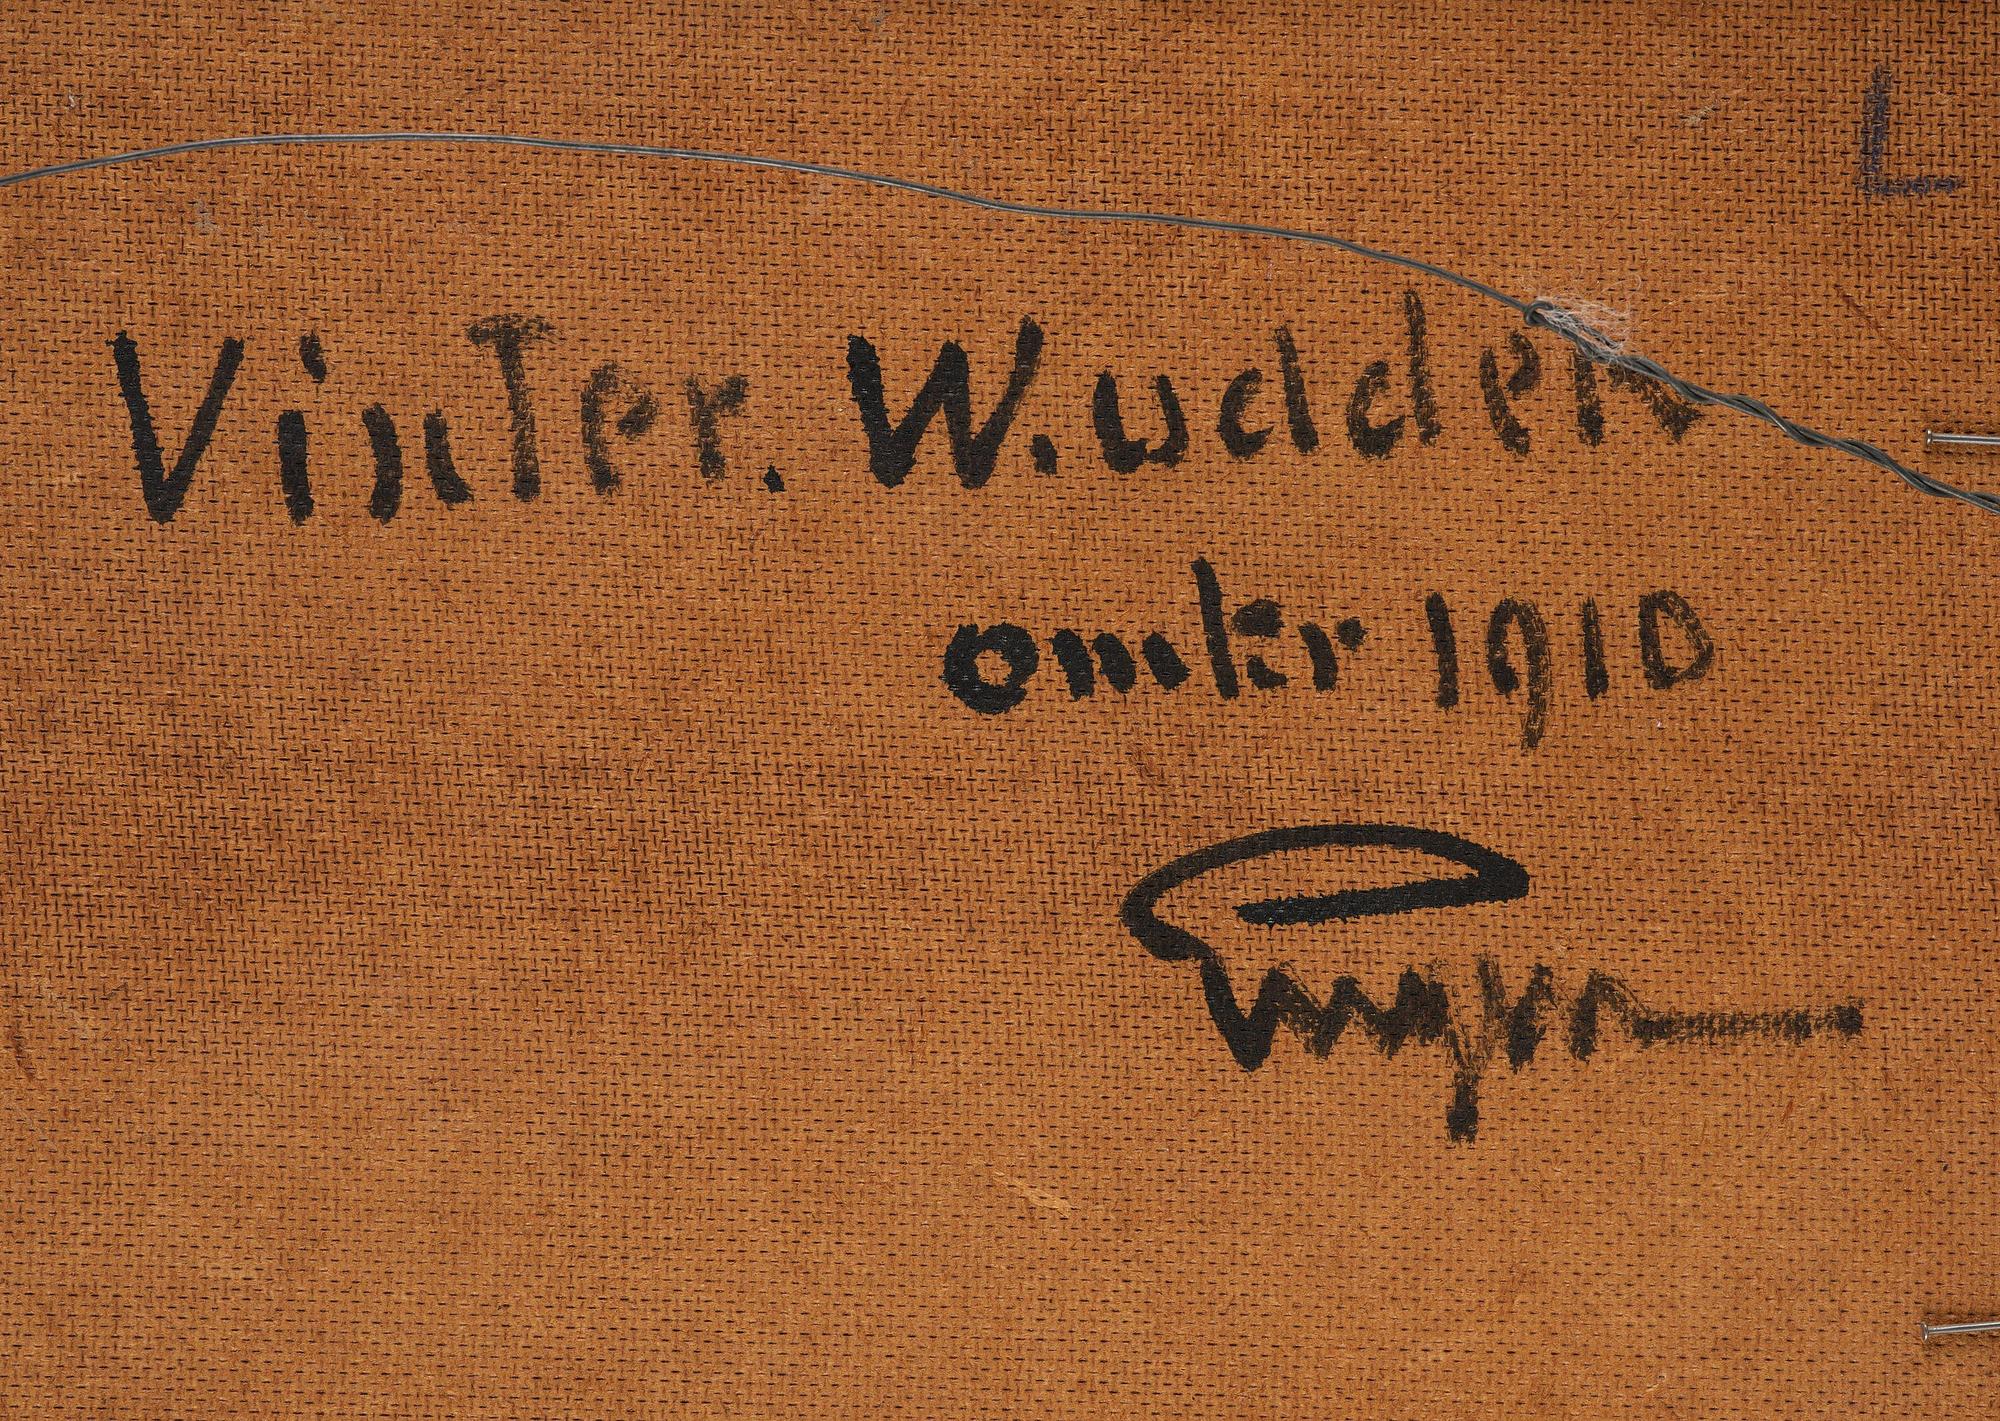 L
Vinter. W.udden
omkr 1910